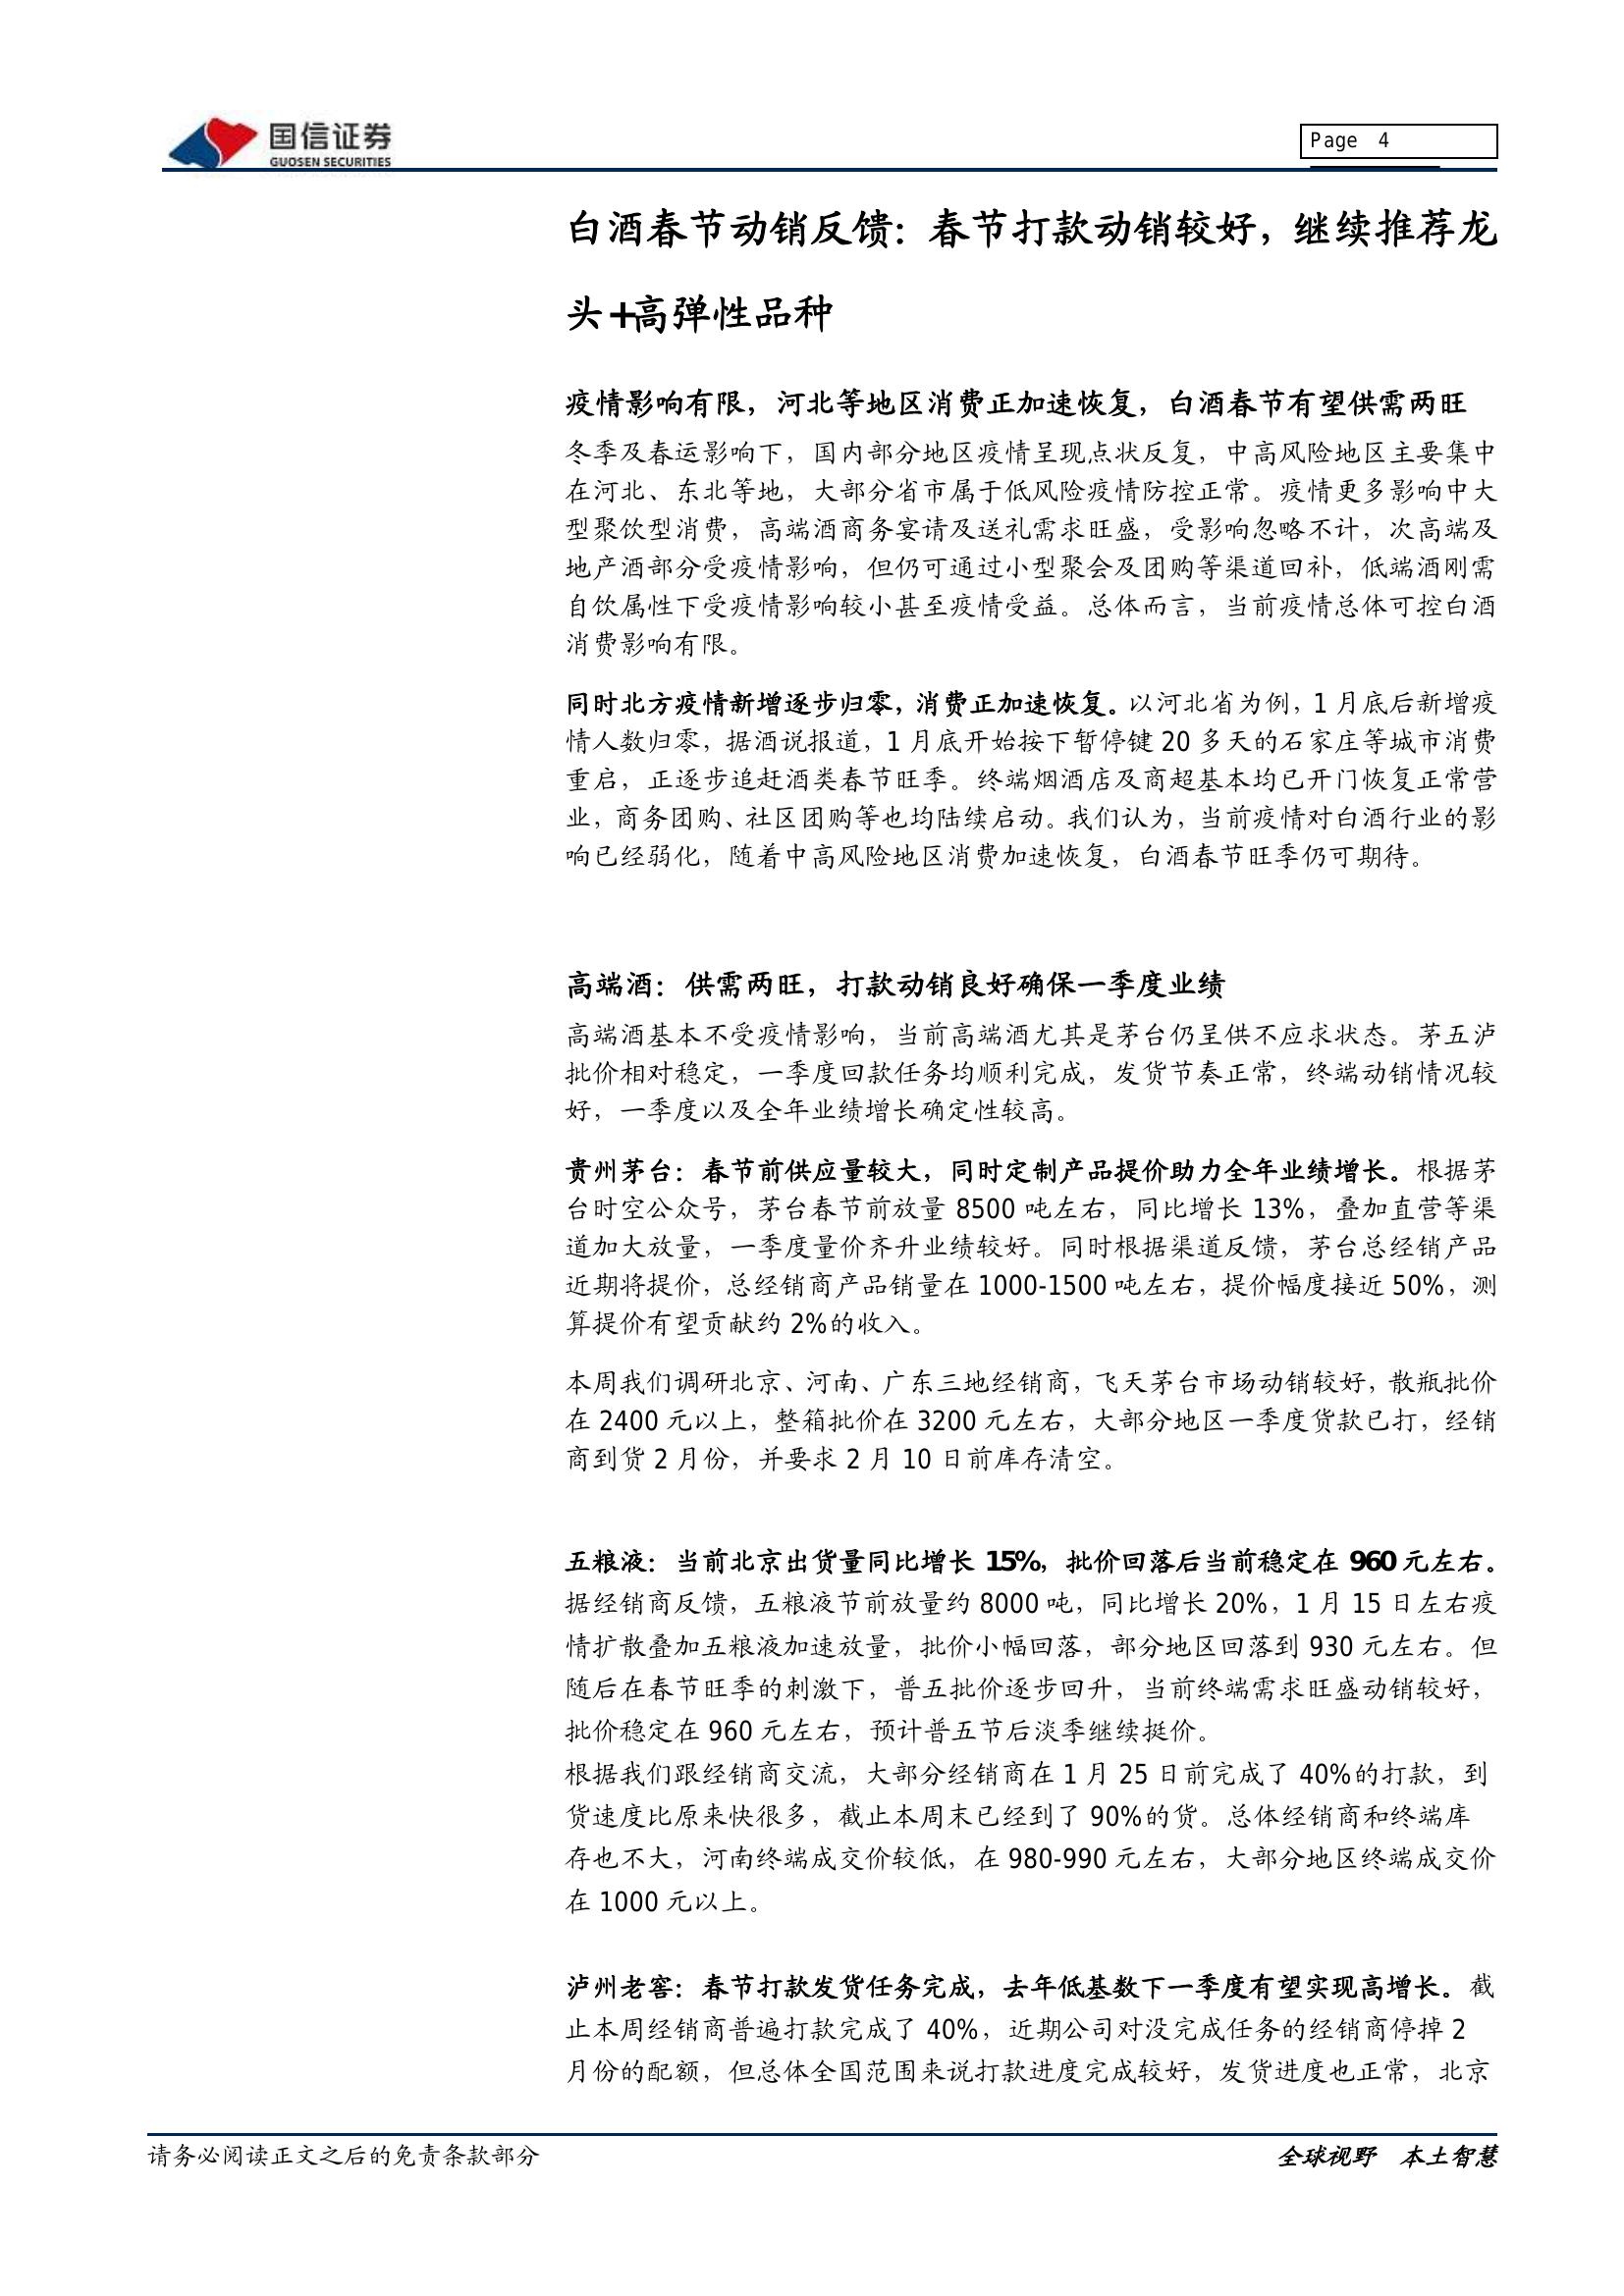 国信证券
GUOSEN SECURITIES
Page 4
白酒春节动销反馈：春节打款动销较好，继续推荐龙
头+高弹性品种
疫情影响有限，河北等地区消费正加速恢复，白酒春节有望供需两旺
冬季及春运影响下，国内部分地区疫情呈现点状反复，中高风险地区主要集中
在河北、东北等地，大部分省市属于低风险疫情防控正常。疫情更多影响中大
型聚饮型消费，高端酒商务宴请及送礼需求旺盛，受影响忽略不计，次高端及
地产酒部分受疫情影响，但仍可通过小型聚会及团购等渠道回补，低端酒刚需
自饮属性下受疫情影响较小甚至疫情受益。总体而言，当前疫情总体可控白酒
消费影响有限。
同时北方疫情新增逐步归零，消费正加速恢复。以河北省为例，1 月底后新增疫
情人数归零，据酒说报道，1 月底开始按下暂停键 20 多天的石家庄等城市消费
重启，正逐步追赶酒类春节旺季。终端烟酒店及商超基本均已开门恢复正常营
业，商务团购、社区团购等也均陆续启动。我们认为，当前疫情对白酒行业的影
响已经弱化，随着中高风险地区消费加速恢复，白酒春节旺季仍可期待。
高端酒：供需两旺，打款动销良好确保一季度业绩
高端酒基本不受疫情影响，当前高端酒尤其是茅台仍呈供不应求状态。茅五泸
批价相对稳定，一季度回款任务均顺利完成，发货节奏正常，终端动销情况较
好，一季度以及全年业绩增长确定性较高。
贵州茅台：春节前供应量较大，同时定制产品提价助力全年业绩增长。根据茅
台时空公众号，茅台春节前放量 8500 吨左右，同比增长 13%，叠加直营等渠
道加大放量，一季度量价齐升业绩较好。同时根据渠道反馈，茅台总经销产品
近期将提价，总经销商产品销量在 1000-1500 吨左右，提价幅度接近 50%，测
算提价有望贡献约 2%的收入。
本周我们调研北京、河南、广东三地经销商，飞天茅台市场动销较好，散瓶批价
在 2400 元以上，整箱批价在 3200 元左右，大部分地区一季度货款已打，经销
商到货 2 月份，并要求 2 月 10 日前库存清空。
五粮液：当前北京出货量同比增长 15%，批价回落后当前稳定在 960 元左右。
据经销商反馈，五粮液节前放量约 8000 吨，同比增长 20%，1 月 15 日左右疫
情扩散叠加五粮液加速放量，批价小幅回落，部分地区回落到 930 元左右。但
随后在春节旺季的刺激下，普五批价逐步回升，当前终端需求旺盛动销较好，
批价稳定在 960 元左右，预计普五节后淡季继续挺价。
根据我们跟经销商交流，大部分经销商在 1 月 25 日前完成了 40%的打款，到
货速度比原来快很多，截止本周末已经到了 90%的货。总体经销商和终端库
存也不大，河南终端成交价较低，在 980-990 元左右，大部分地区终端成交价
在 1000 元以上。
泸州老窖：春节打款发货任务完成，去年低基数下一季度有望实现高增长。截
止本周经销商普遍打款完成了 40%，近期公司对没完成任务的经销商停掉 2
月份的配额，但总体全国范围来说打款进度完成较好，发货进度也正常，北京
请务必阅读正文之后的免责条款部分
全球视野 本土智慧